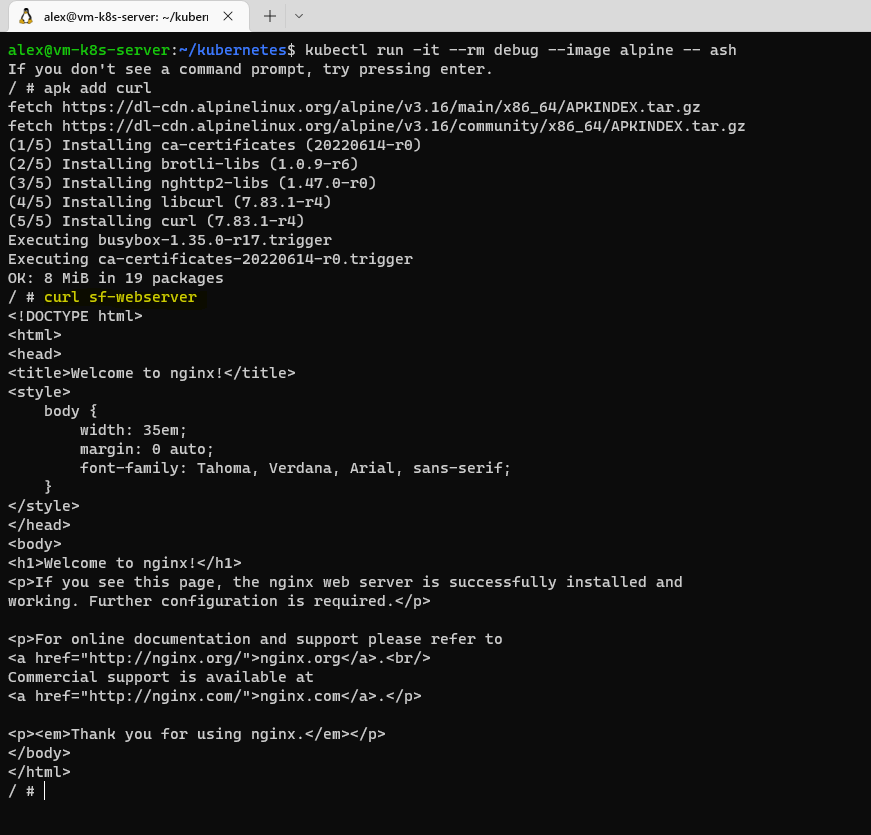 alex@vm-k8s-server: ~/kuber
alex@vm-k8s-server:~/kubernetes$ kubectl run -it --rm debug --image alpine -- ash
If you don't see a command prompt, try pressing enter.
/ # apk add curl
fetch https://dl-cdn.alpinelinux.org/alpine/v3.16/main/x86_64/APKINDEX.tar.gz
fetch https://dl-cdn.alpinelinux.org/alpine/v3.16/community/x86_64/APKINDEX.tar.gz
(1/5) Installing ca-certificates (20220614-r0)
(2/5) Installing brotli-libs (1.0.9-r6)
(3/5) Installing nghttp2-libs (1.47.0-r0)
(4/5) Installing libcurl (7.83.1-r4)
(5/5) Installing curl (7.83.1-r4)
Executing busybox-1.35.0-r17.trigger
Executing ca-certificates-20220614-r0.trigger
OK: 8 MiB in 19 packages
/ # curl sf-webserver
<!DOCTYPE html>
<html>
<head>
<title>Welcome to nginx!</title>
<style>
    body {
        width: 35em;
        margin: 0 auto;
        font-family: Tahoma, Verdana, Arial, sans-serif;
    }
</style>
</head>
<body>
<h1>Welcome to nginx!</h1>
<p>If you see this page, the nginx web server is successfully installed and
working. Further configuration is required.</p>

<p>For online documentation and support please refer to
<a href="http://nginx.org/">nginx.org</a>.<br/>
Commercial support is available at
<a href="http://nginx.com/">nginx.com</a>.</p>

<p><em>Thank you for using nginx.</em></p>
</body>
</html>
/ #